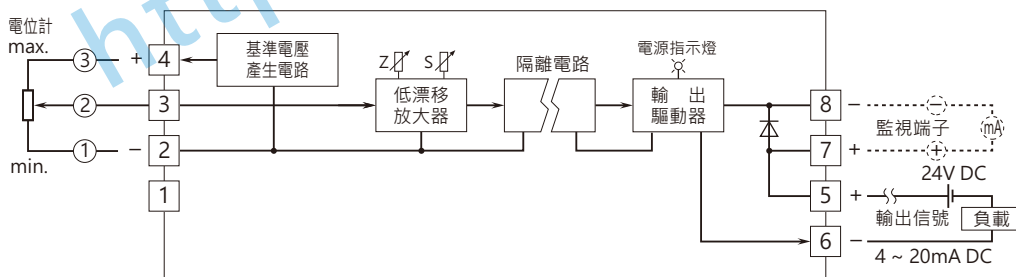 http
電位計
max.
③
+
4
基準電壓
產生電路
Z
S
隔離電路
電源指示燈
②
3
低漂移
放大器
輸 出
驅動器
8
−
−
監視端子
mA
①
−
2
7
+
+
min.
1
24V DC
5
+
輸出信號
負載
6
−
4 ~ 20mA DC